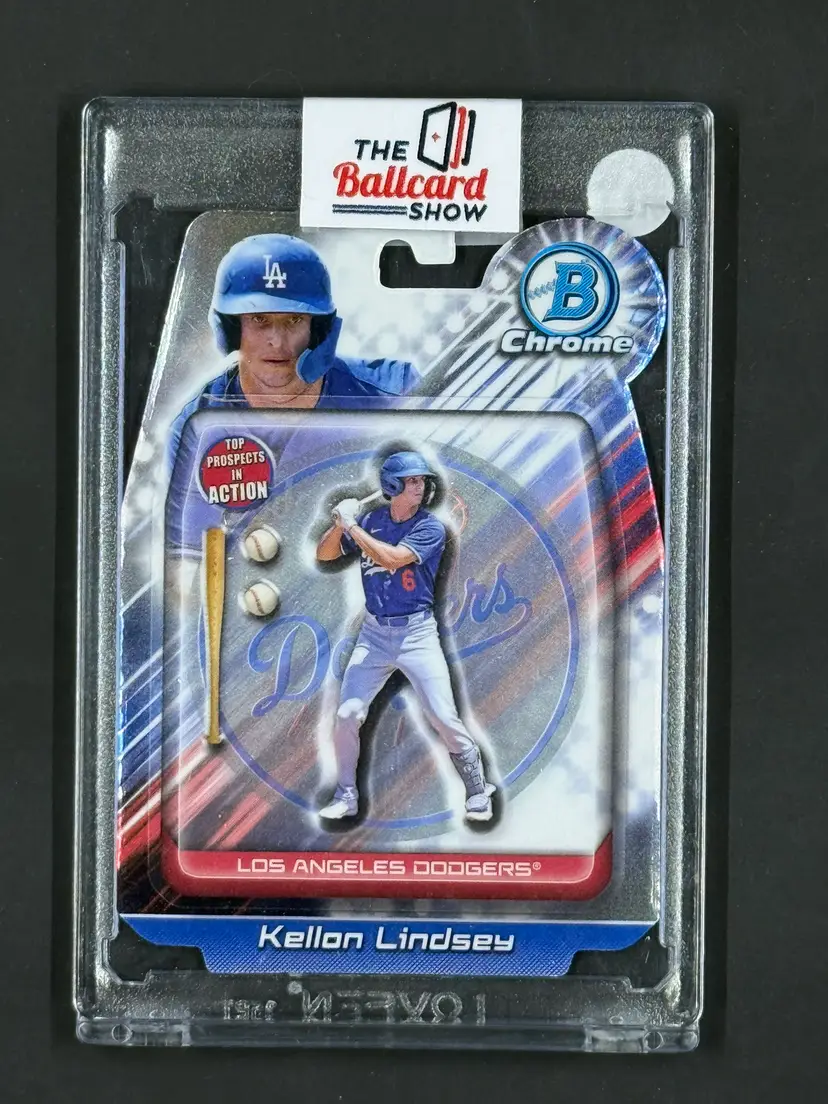 THE
Ballcard
SHOW
LA
B
Chrome
TOP
PROSPECTS
IN
ACTION
Dodgers
6
LOS ANGELES DODGERS®
Kellon Lindsey